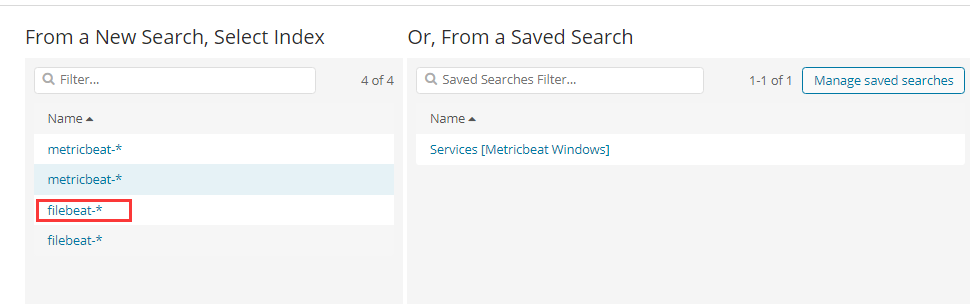 From a New Search, Select Index
Filter...
4 of 4
Name
metricbeat-*
metricbeat-*
filebeat-*
filebeat-*
Or, From a Saved Search
Saved Searches Filter...
1-1 of 1
Manage saved searches
Name
Services [Metricbeat Windows]